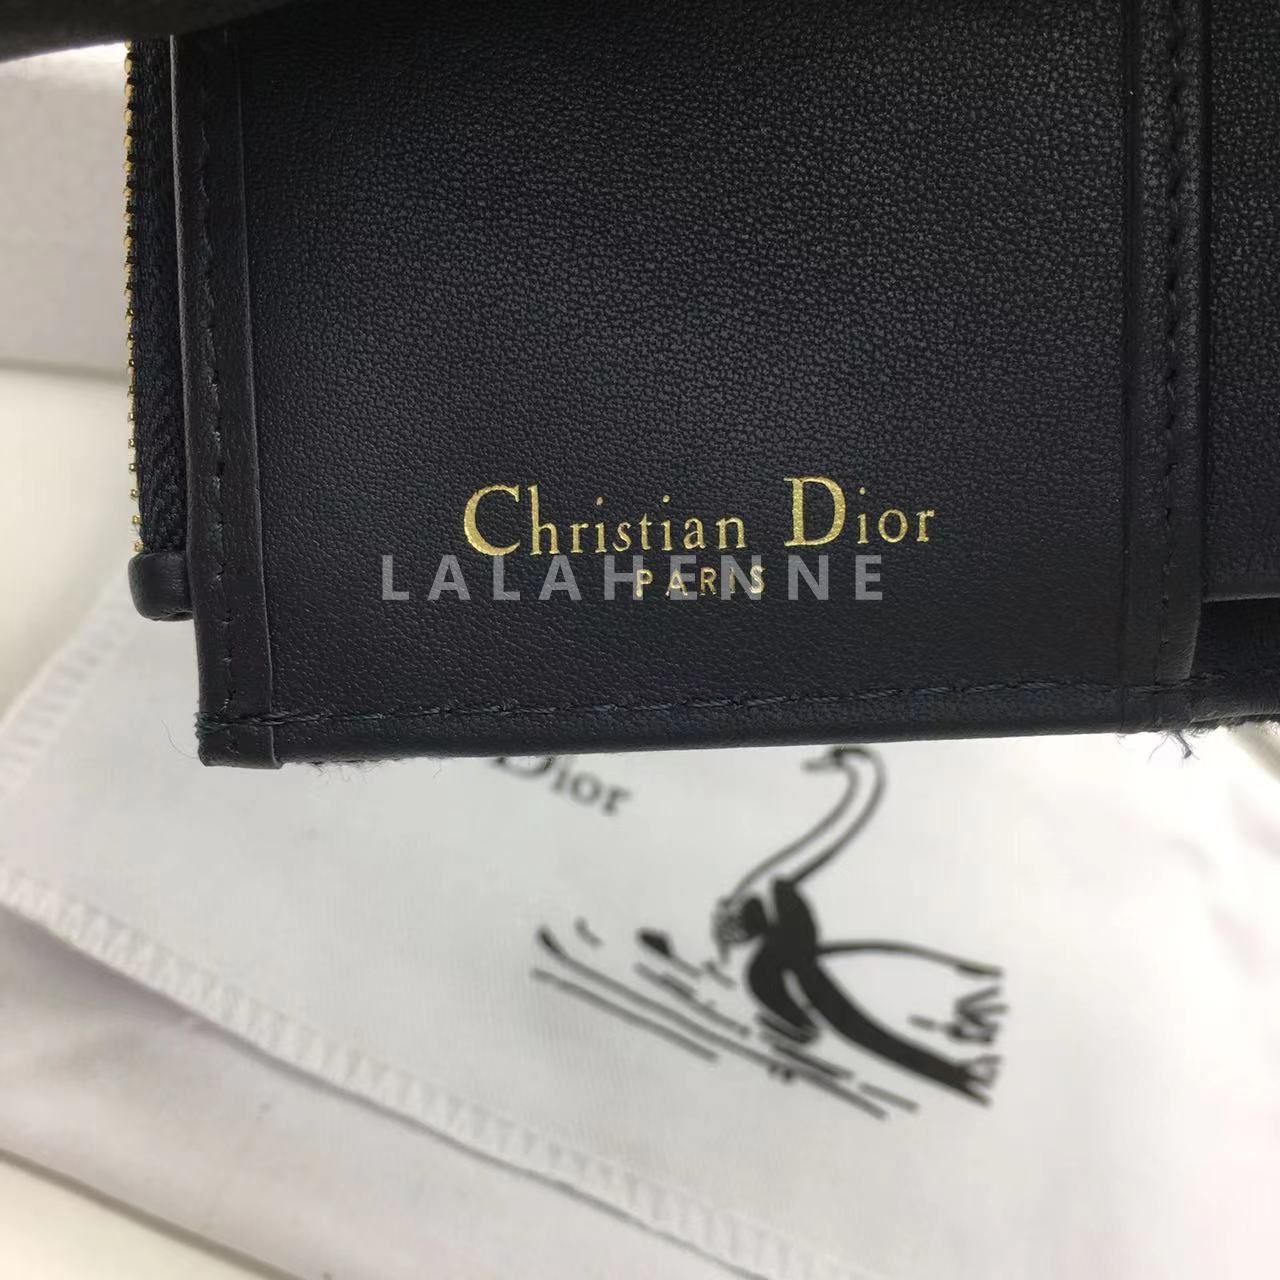 Christian Dior
PARIS
LALAHENNE
Dior